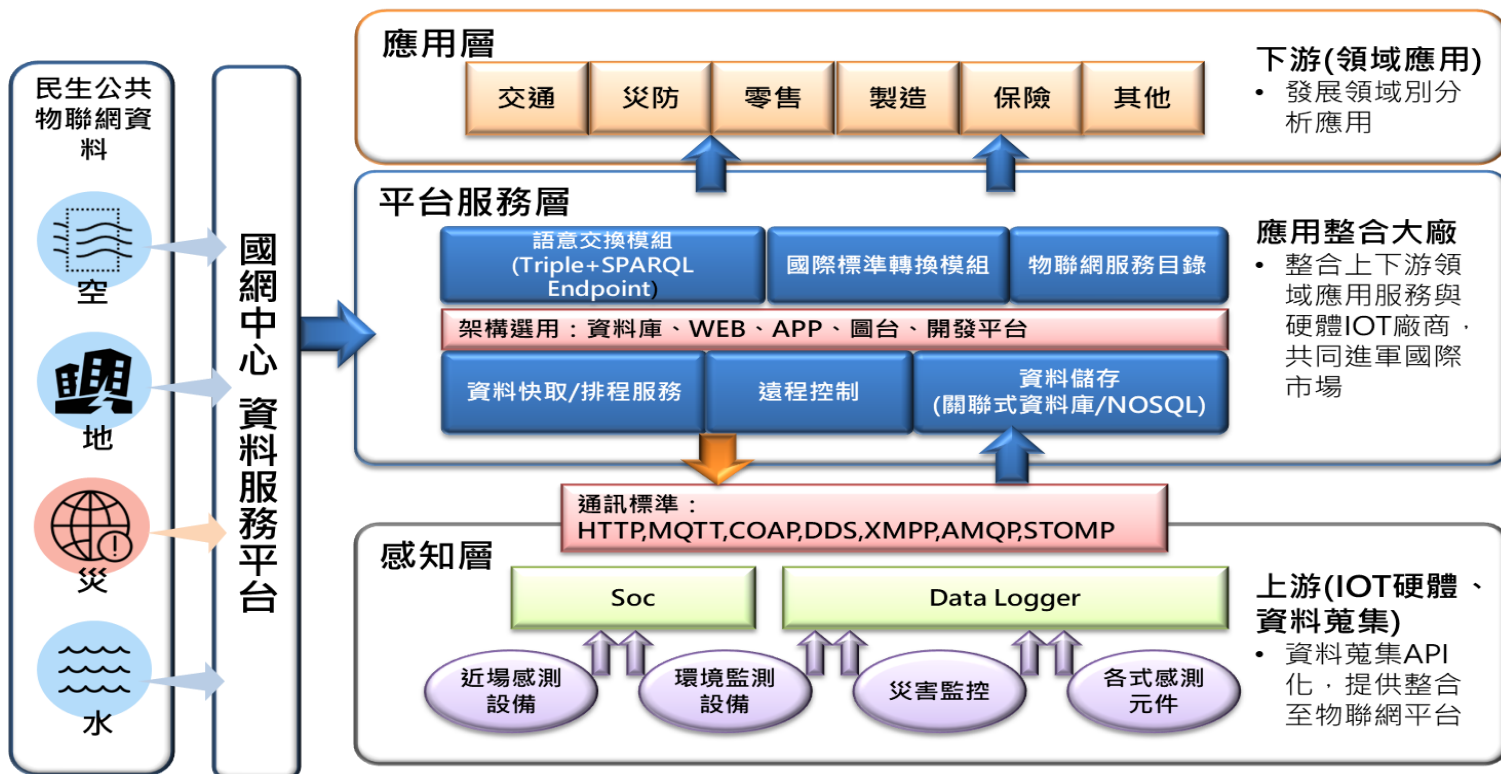 民生公共
物聯網資
料
空
地
災
水
國網中心 資料服務平台
應用層
交通
災防
零售
製造
保險
其他
下游(領域應用)
• 發展領域別分
析應用
平台服務層
語意交換模組
(Triple+SPARQL
Endpoint)
國際標準轉換模組
物聯網服務目錄
架構選用：資料庫、WEB、APP、圖台、開發平台
資料快取/排程服務
遠程控制
資料儲存
(關聯式資料庫/NOSQL)
應用整合大廠
• 整合上下游領
域應用服務與
硬體IOT廠商，
共同進軍國際
市場
通訊標準：
HTTP,MQTT,COAP,DDS,XMPP,AMQP,STOMP
感知層
Soc
Data Logger
近場感測
設備
環境監測
設備
災害監控
各式感測
元件
上游(IOT硬體、
資料蒐集)
• 資料蒐集API
化，提供整合
至物聯網平台